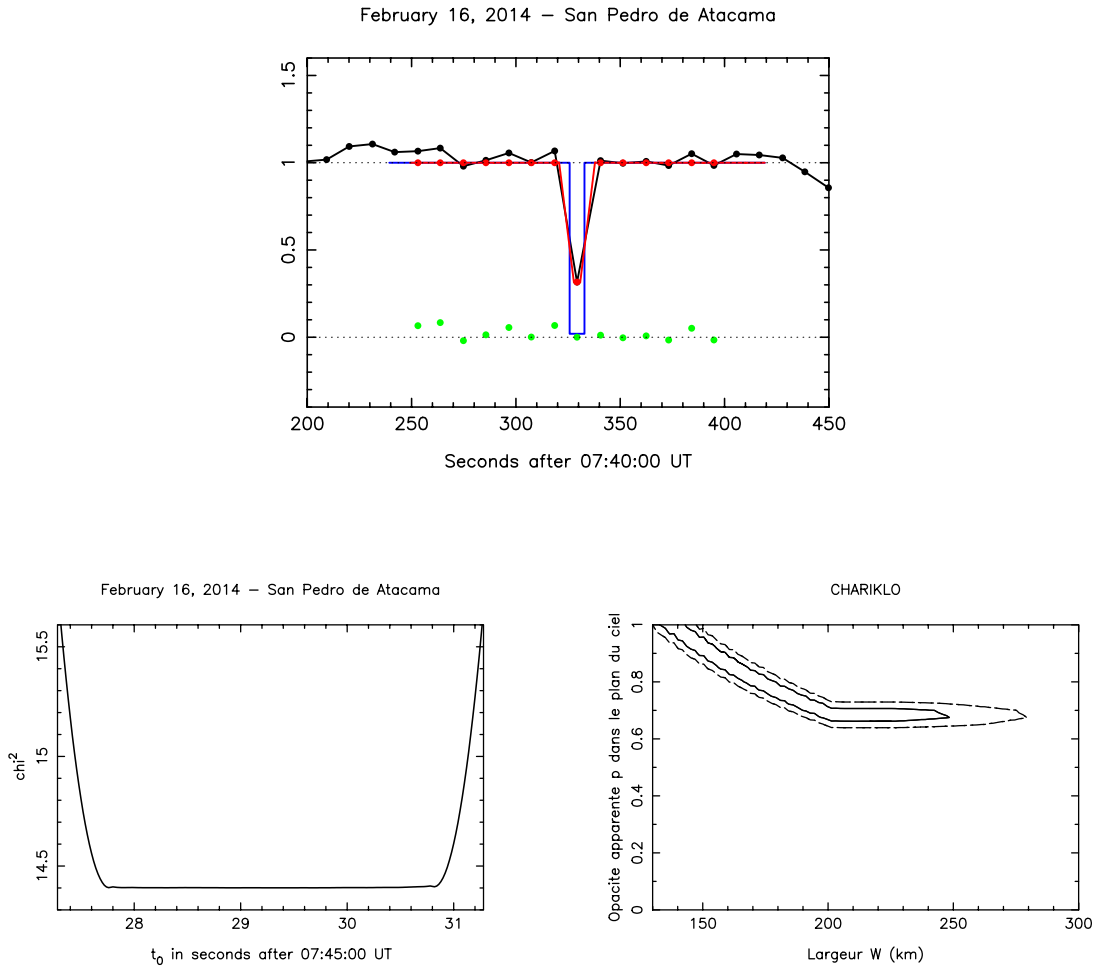 February 16, 2014 – San Pedro de Atacama
1.5
1
0.5
0
200 250 300 350 400 450
Seconds after 07:40:00 UT
February 16, 2014 – San Pedro de Atacama
chi²
15.5
15
14.5
28 29 30 31
t₀ in seconds after 07:45:00 UT
CHARIKLO
Opacite apparente p dans le plan du ciel
1
0.8
0.6
0.4
0.2
0
150 200 250 300
Largeur W (km)